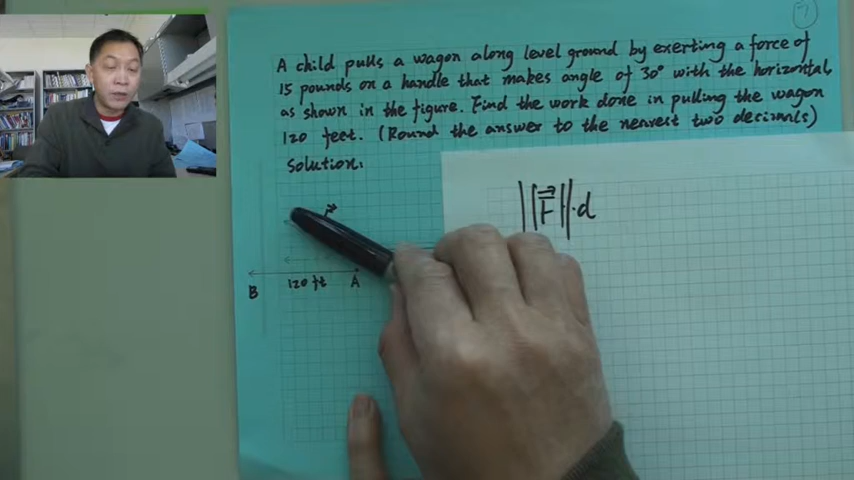 7
A child pulls a wagon along level ground by exerting a force of
15 pounds on a handle that makes angle of 30° with the horizontal,
as shown in the figure. Find the work done in pulling the wagon
120 feet. (Round the answer to the nearest two decimals)
Solution.
||F⃗||·d
B 120 ft A